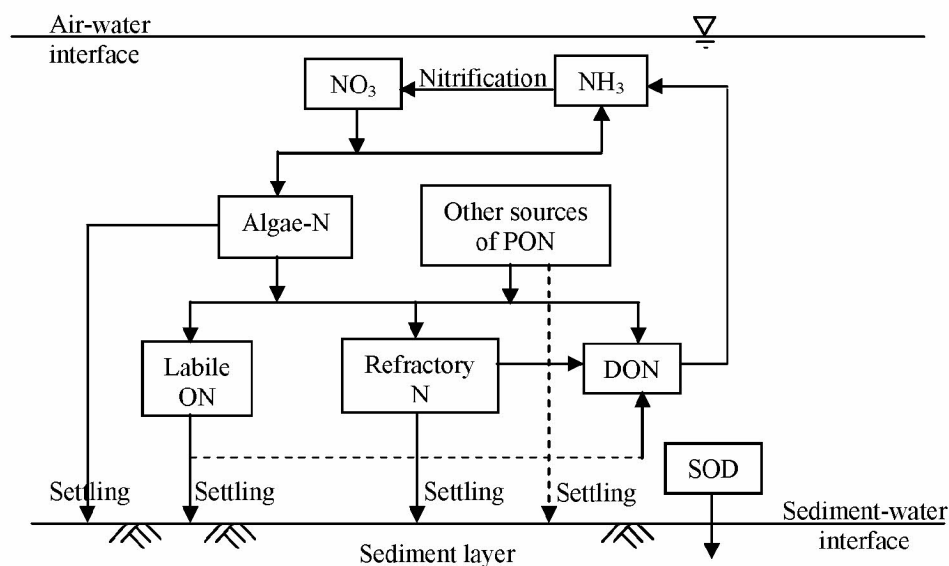 Air-water
interface
NO₃
Nitrification
NH₃
Algae-N
Other sources
of PON
Labile
ON
Refractory
N
DON
SOD
Settling
Settling
Settling
Settling
Sediment-water
interface
Sediment layer